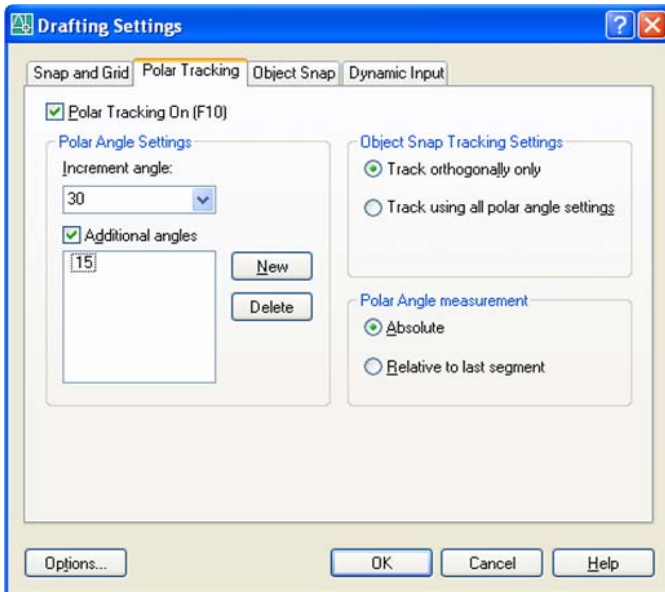 Drafting Settings
Snap and Grid Polar Tracking Object Snap Dynamic Input
Polar Tracking On (F10)
Polar Angle Settings
Increment angle:
30
Additional angles
15
New
Delete
Object Snap Tracking Settings
Track orthogonally only
Track using all polar angle settings
Polar Angle measurement
Absolute
Relative to last segment
Options...
OK
Cancel
Help